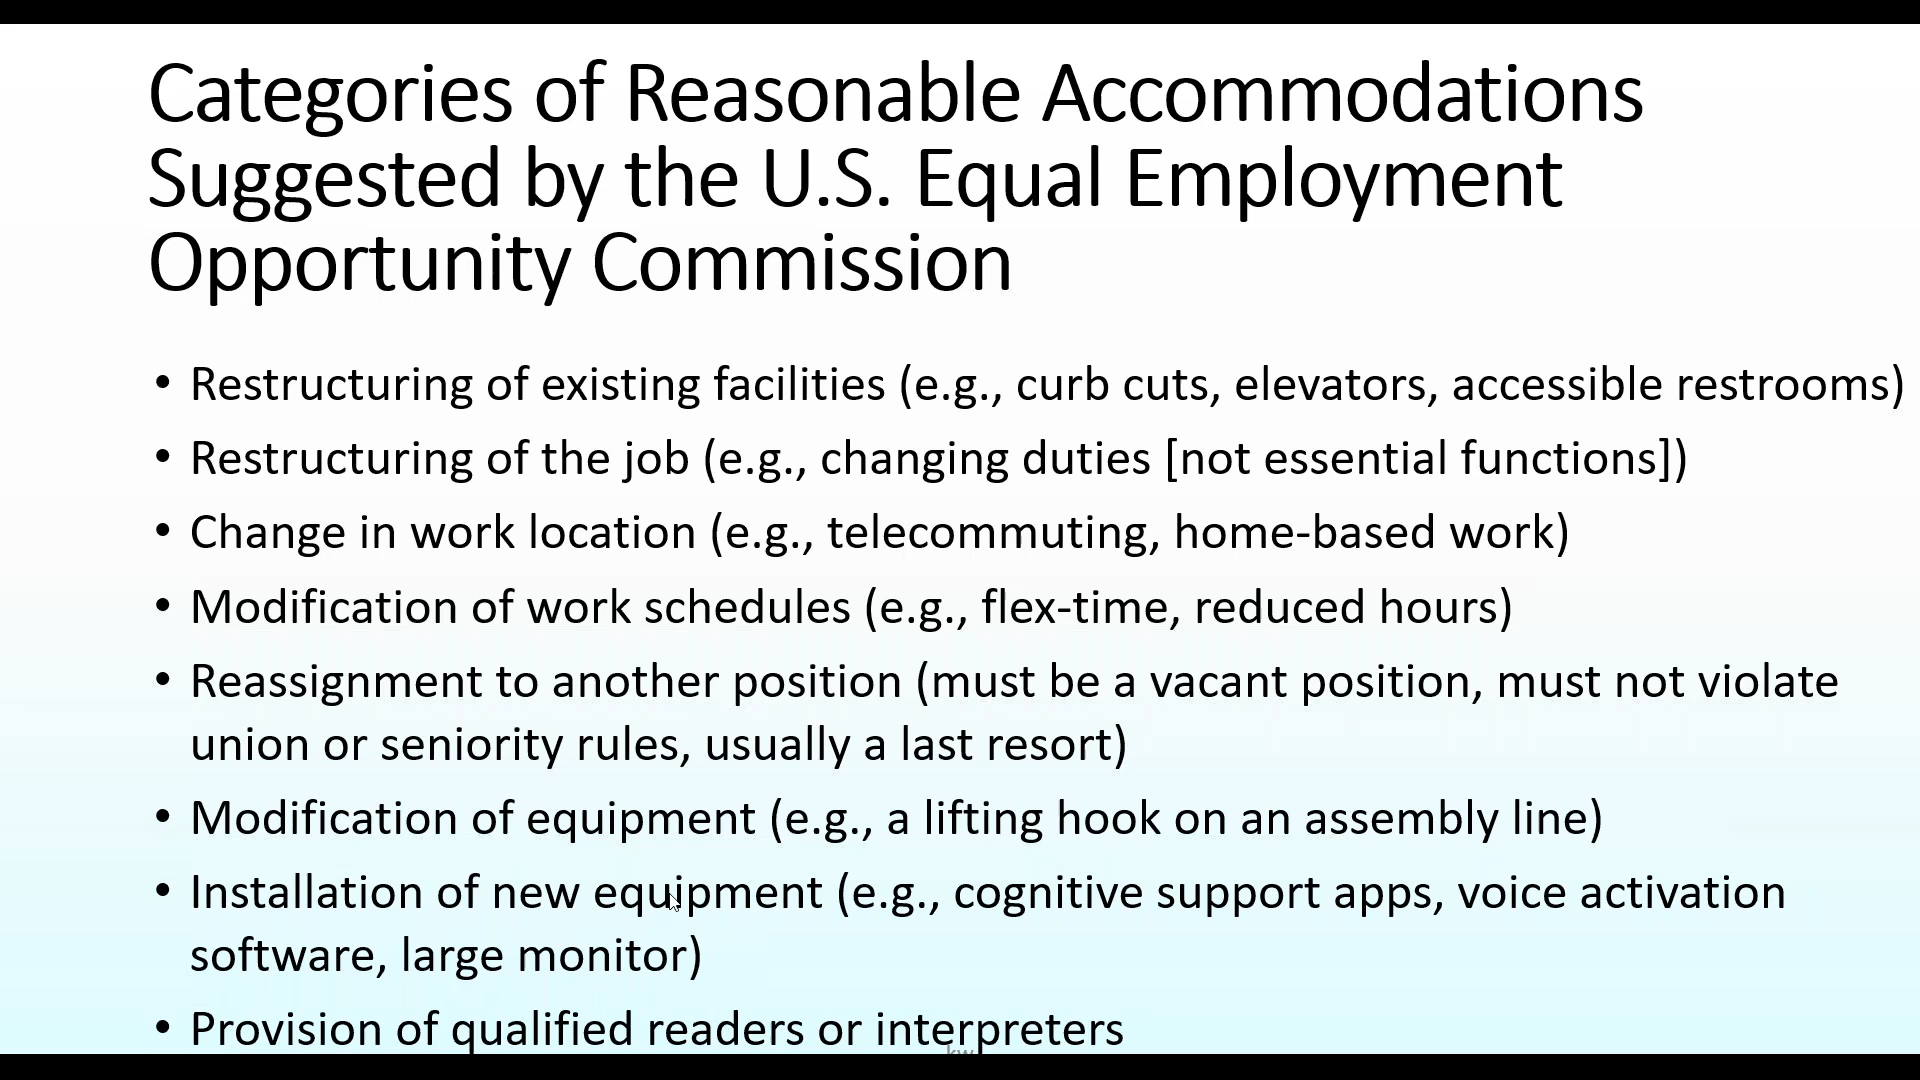 Categories of Reasonable Accommodations
Suggested by the U.S. Equal Employment
Opportunity Commission
• Restructuring of existing facilities (e.g., curb cuts, elevators, accessible restrooms)
• Restructuring of the job (e.g., changing duties [not essential functions])
• Change in work location (e.g., telecommuting, home-based work)
• Modification of work schedules (e.g., flex-time, reduced hours)
• Reassignment to another position (must be a vacant position, must not violate
union or seniority rules, usually a last resort)
• Modification of equipment (e.g., a lifting hook on an assembly line)
• Installation of new equipment (e.g., cognitive support apps, voice activation
software, large monitor)
• Provision of qualified readers or interpreters